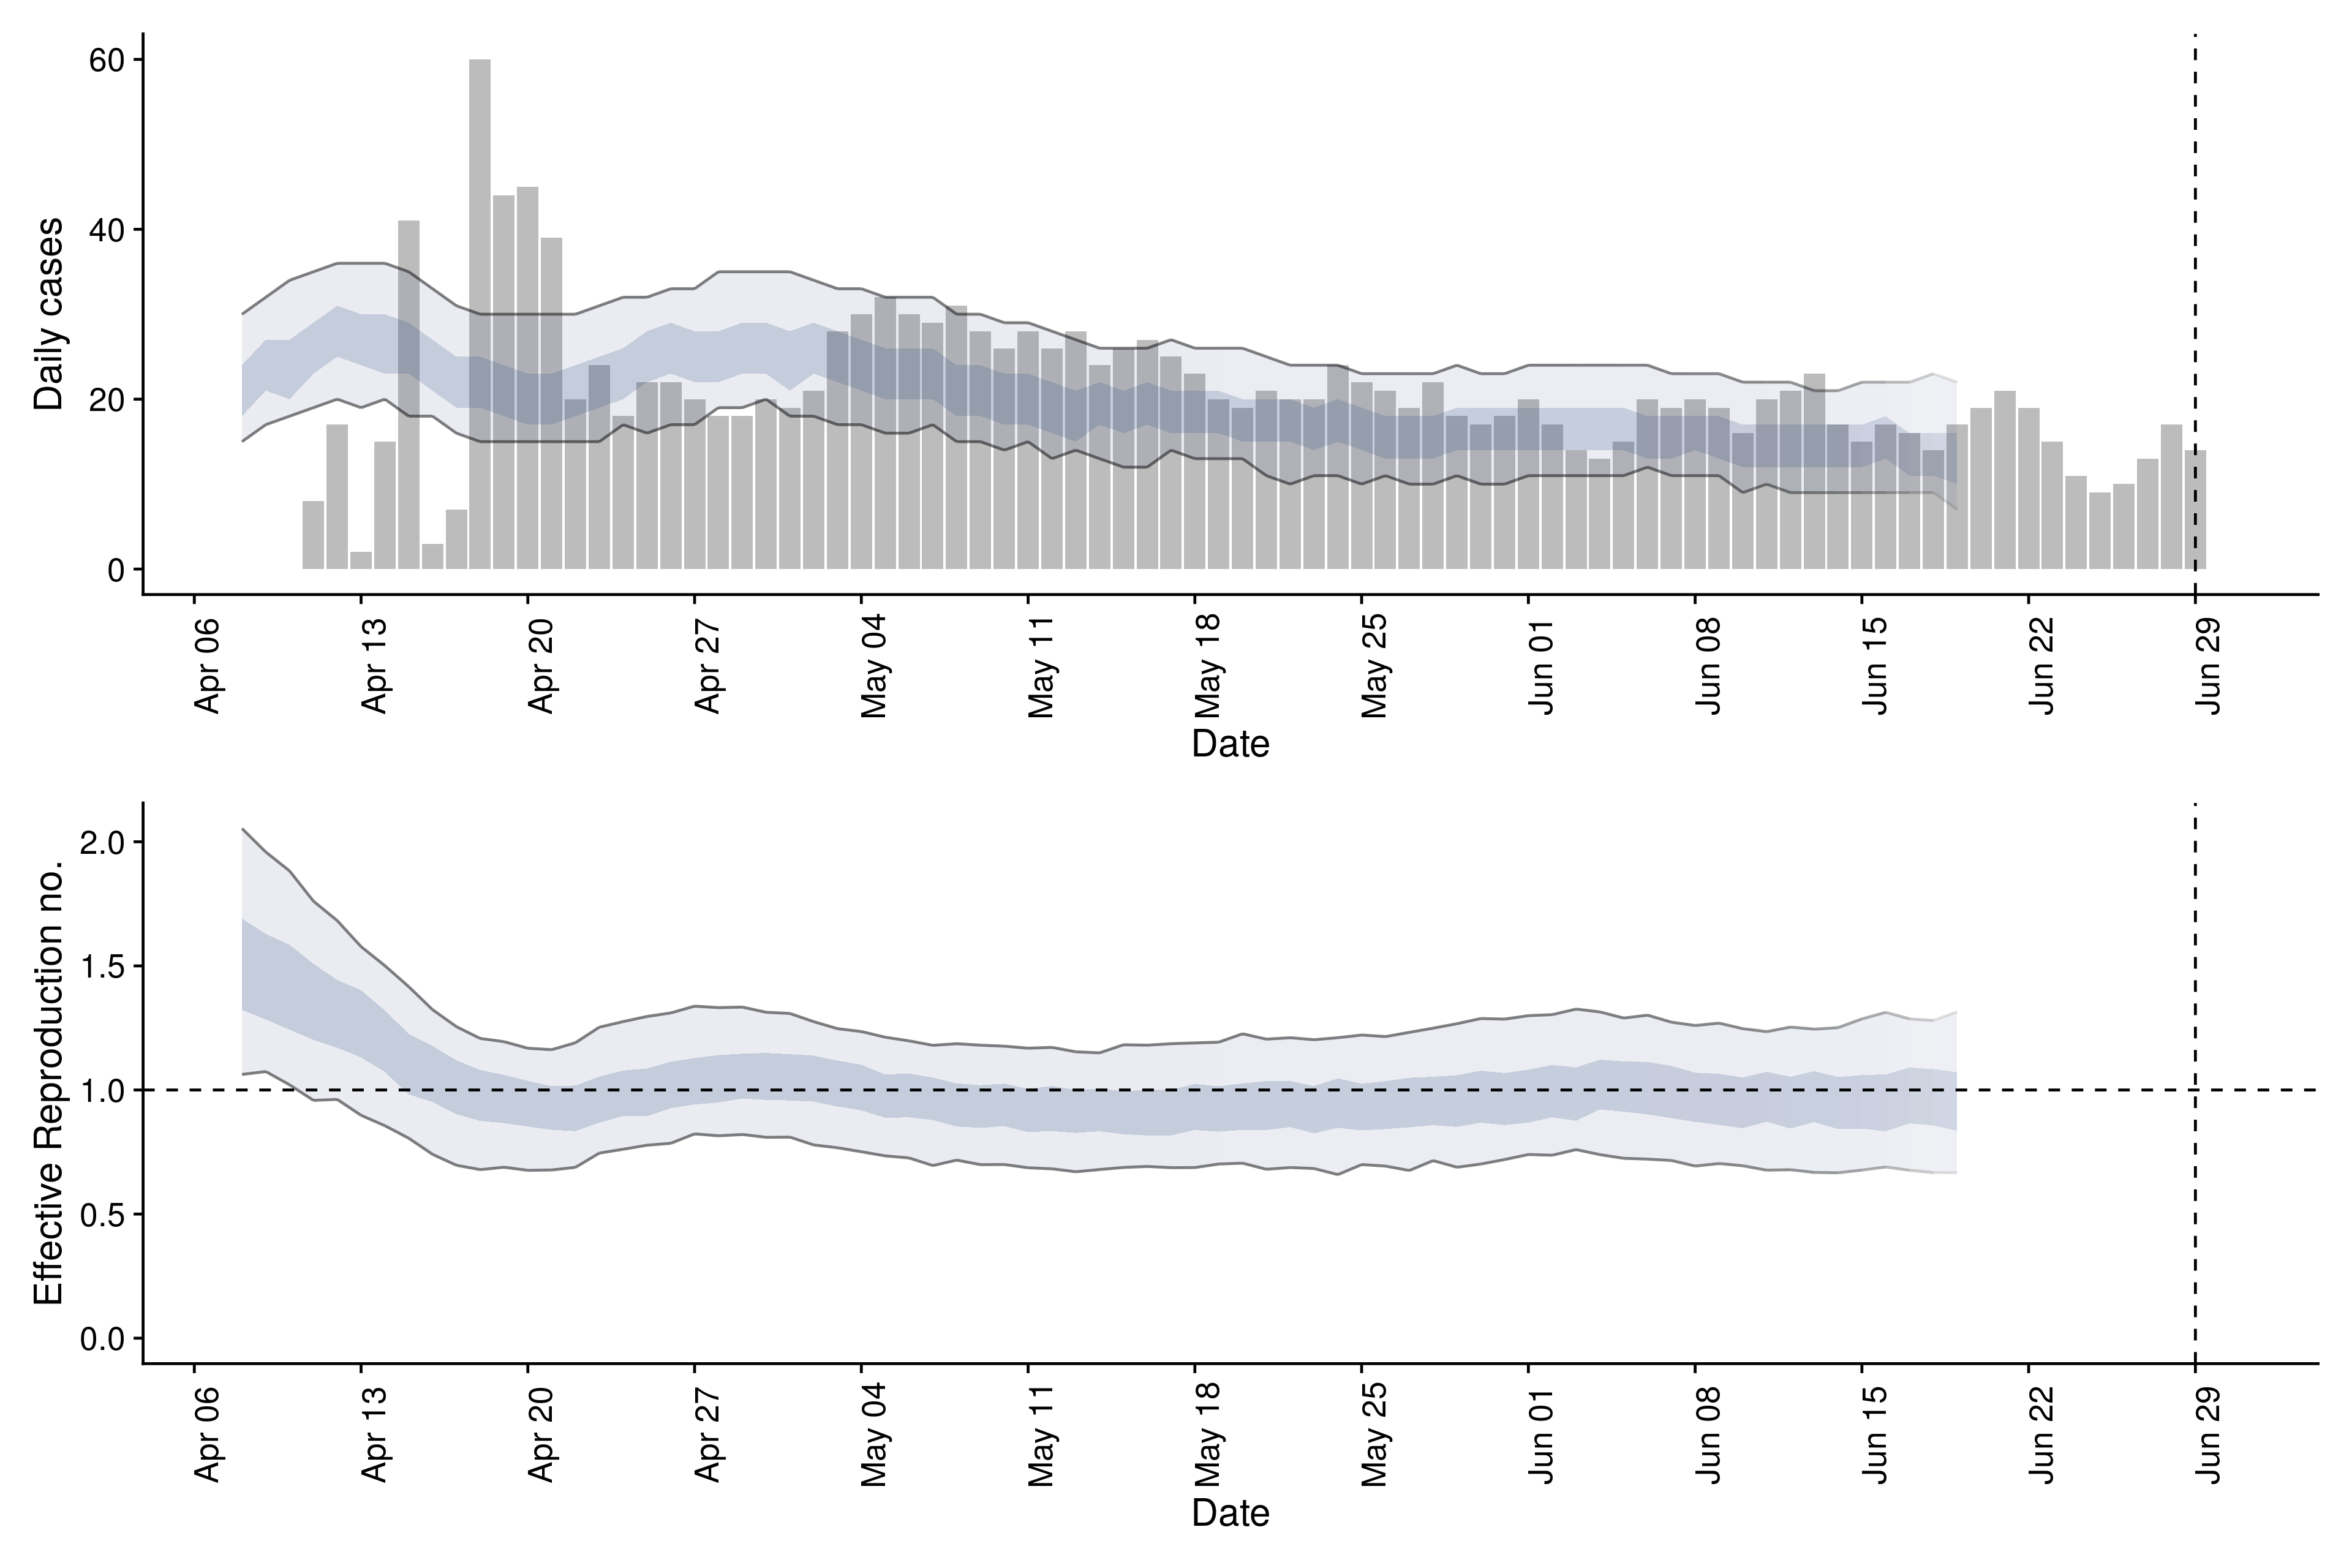 Daily cases
60
40
20
0
Apr 06
Apr 13
Apr 20
Apr 27
May 04
May 11
May 18
May 25
Jun 01
Jun 08
Jun 15
Jun 22
Jun 29
Date
Effective Reproduction no.
2.0
1.5
1.0
0.5
0.0
Apr 06
Apr 13
Apr 20
Apr 27
May 04
May 11
May 18
May 25
Jun 01
Jun 08
Jun 15
Jun 22
Jun 29
Date